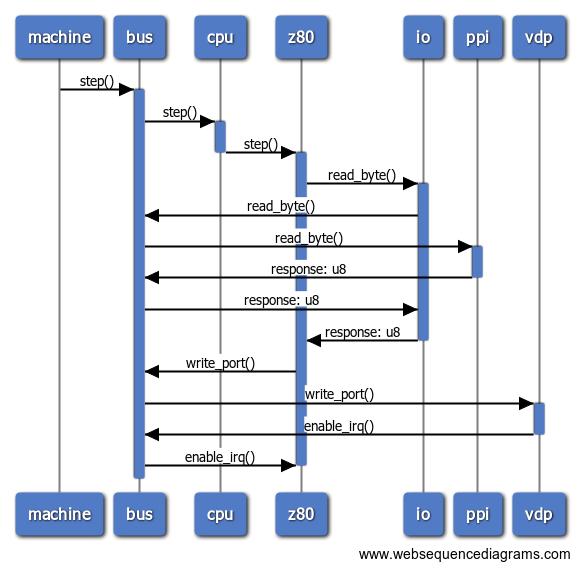 machine bus cpu z80 io ppi vdp
step()
step()
step()
read_byte()
read_byte()
read_byte()
response: u8
response: u8
response: u8
write_port()
write_port()
enable_irq()
enable_irq()
machine bus cpu z80 io ppi vdp
www.websequencediagrams.com